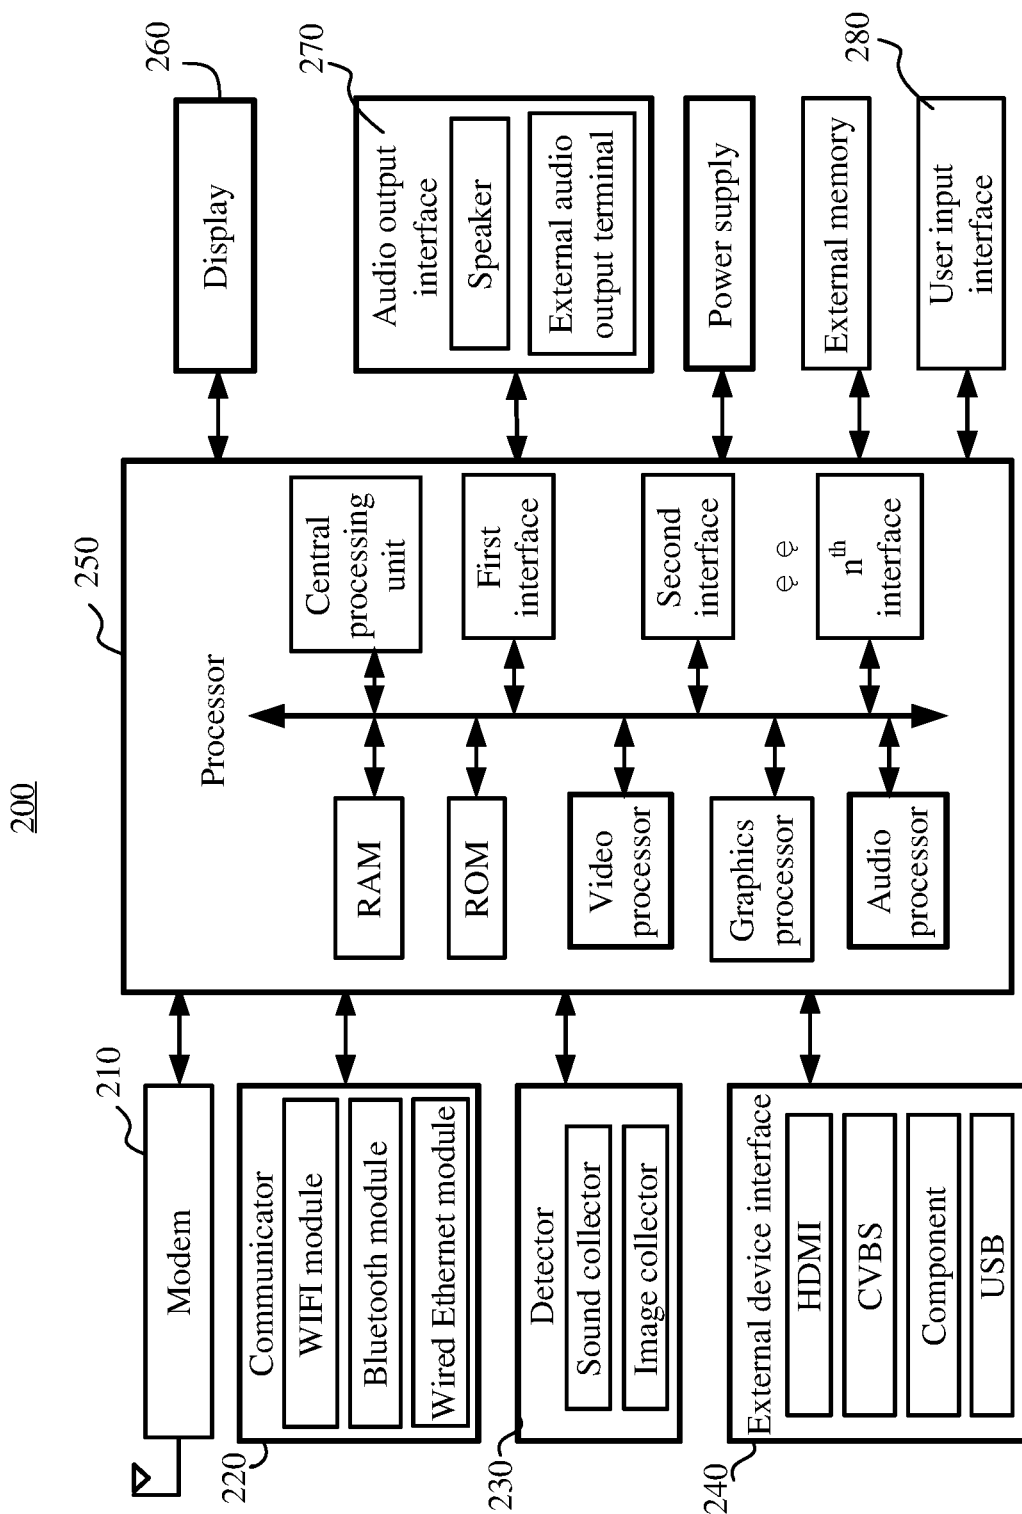 200
210
Modem
Communicator
WIFI module
Bluetooth module
Wired Ethernet module
220
Detector
Sound collector
Image collector
230
External device interface
HDMI
CVBS
Component
USB
240
250
Processor
RAM
ROM
Video
processor
Graphics
processor
Audio
processor
Central
processing
unit
First
interface
Second
interface
nth
interface
260
Display
270
Audio output
interface
Speaker
External audio
output terminal
Power supply
External memory
280
User input
interface